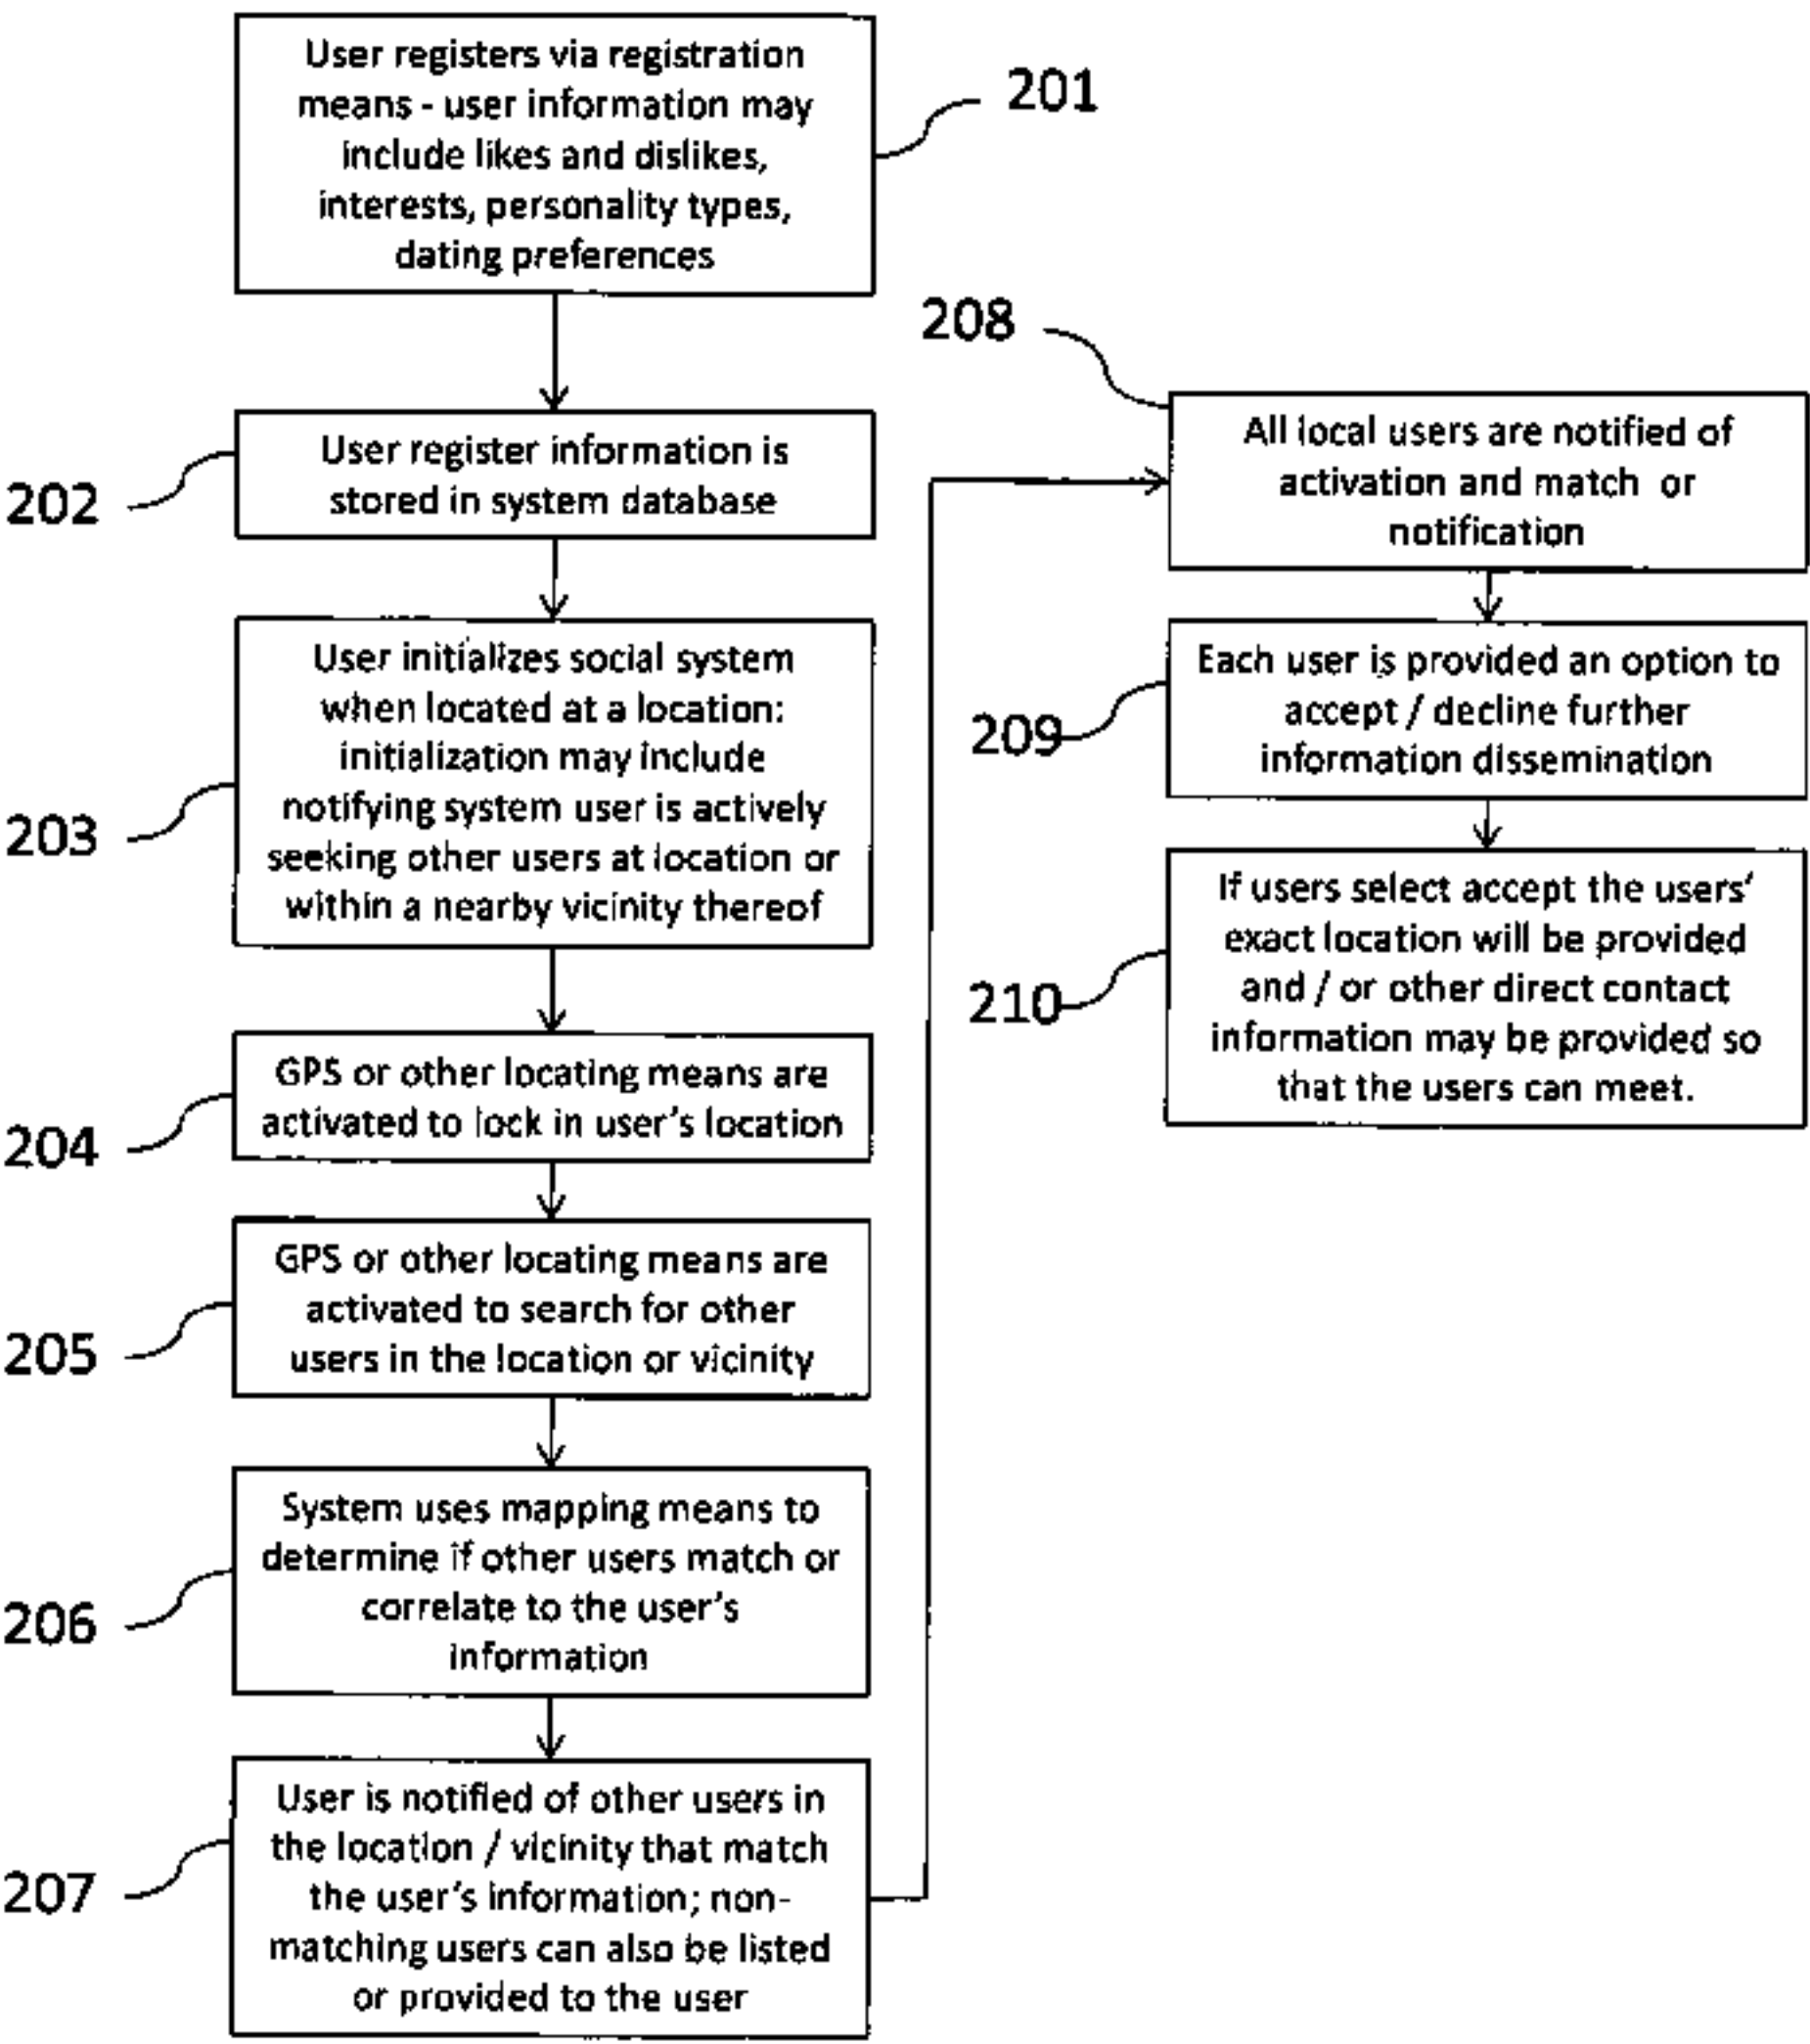 User registers via registration
means - user information may
include likes and dislikes,
interests, personality types,
dating preferences
201
User register information is
stored in system database
202
User initializes social system
when located at a location:
initialization may include
notifying system user is actively
seeking other users at location or
within a nearby vicinity thereof
203
GPS or other locating means are
activated to lock in user's location
204
GPS or other locating means are
activated to search for other
users in the location or vicinity
205
System uses mapping means to
determine if other users match or
correlate to the user's
information
206
User is notified of other users in
the location / vicinity that match
the user's information; non-
matching users can also be listed
or provided to the user
207
208
All local users are notified of
activation and match or
notification
Each user is provided an option to
accept / decline further
information dissemination
209
If users select accept the users'
exact location will be provided
and / or other direct contact
information may be provided so
that the users can meet.
210